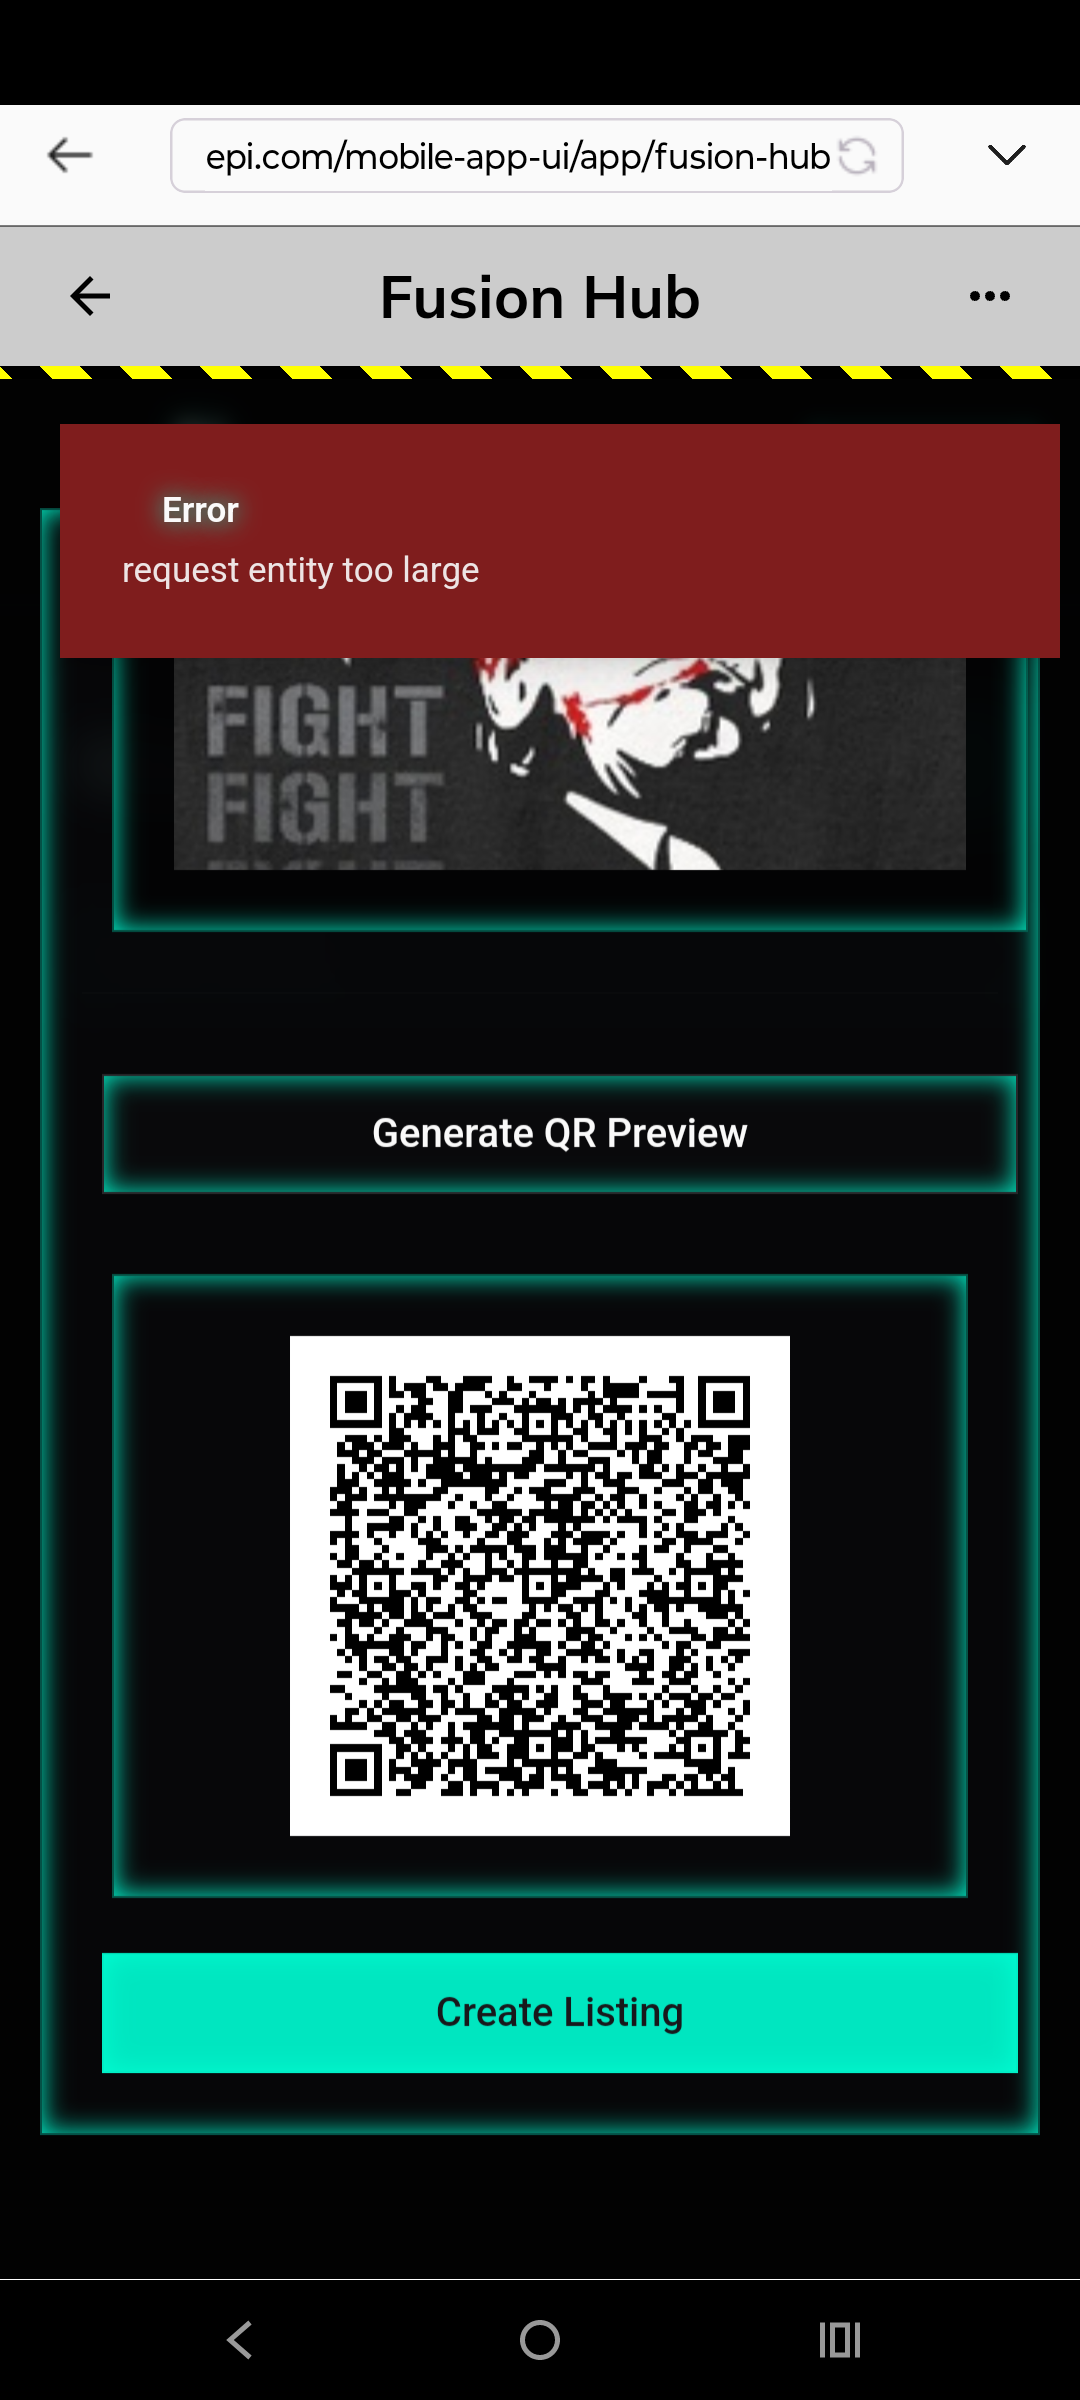 epi.com/mobile-app-ui/app/fusion-hub
Fusion Hub
Error
request entity too large
FIGHT
FIGHT
Generate QR Preview
Create Listing